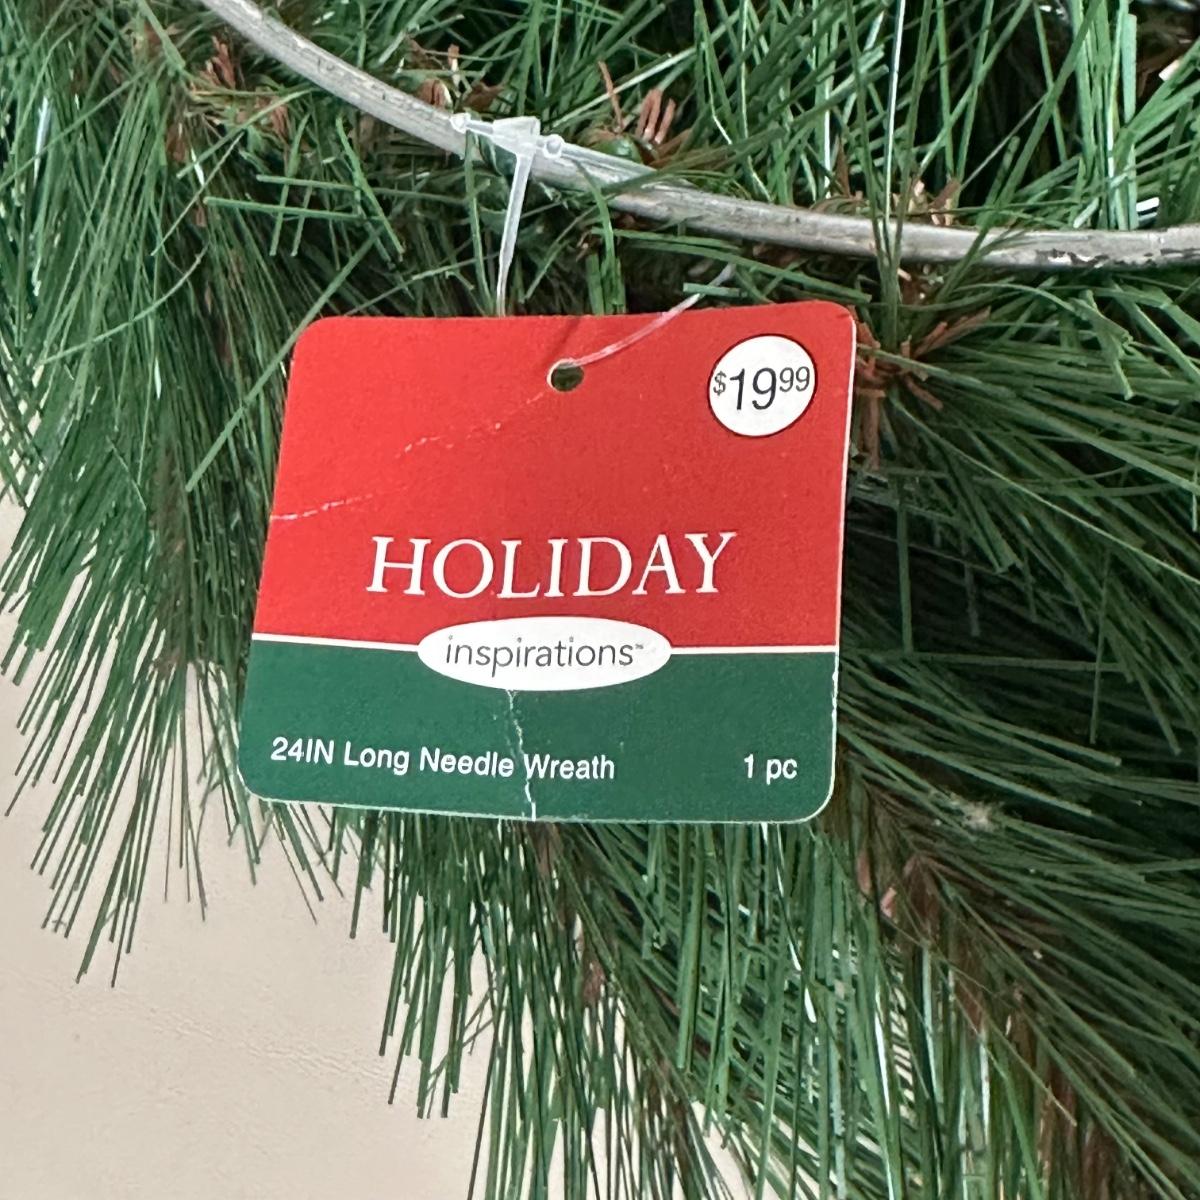 $19.99
HOLIDAY
inspirations™
24IN Long Needle Wreath 1 pc